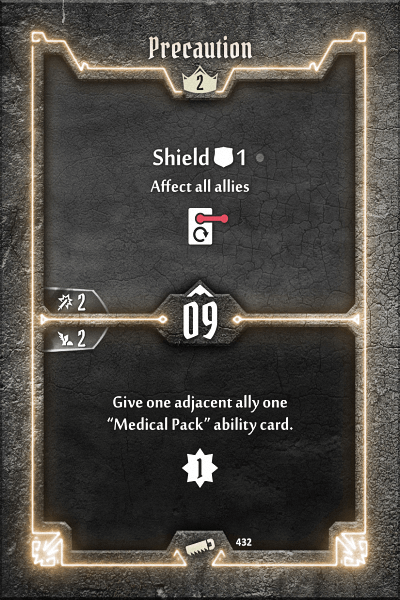 Precaution
2
Shield 1
Affect all allies
2
09
2
Give one adjacent ally one
“Medical Pack” ability card.
1
432